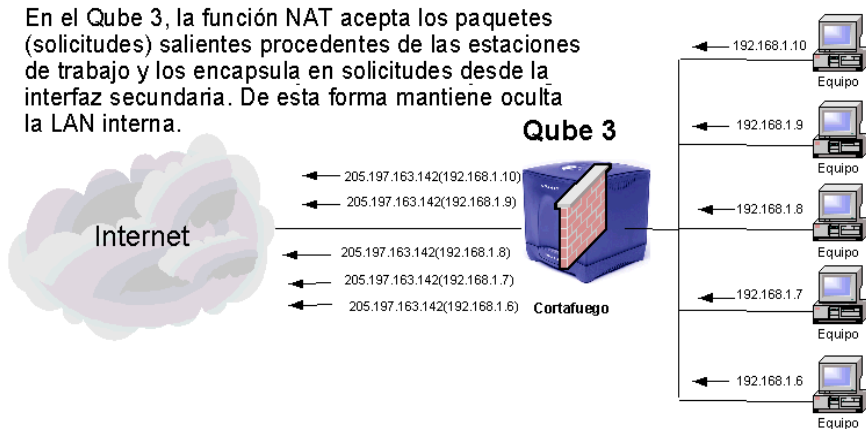 En el Qube 3, la función NAT acepta los paquetes
(solicitudes) salientes procedentes de las estaciones
de trabajo y los encapsula en solicitudes desde la
interfaz secundaria. De esta forma mantiene oculta
la LAN interna.
Qube 3
192.168.1.10
Equipo
192.168.1.9
Equipo
205.197.163.142(192.168.1.10)
205.197.163.142(192.168.1.9)
192.168.1.8
Equipo
Internet
205.197.163.142(192.168.1.8)
205.197.163.142(192.168.1.7)
205.197.163.142(192.168.1.6)
Cortafuego
192.168.1.7
Equipo
192.168.1.6
Equipo